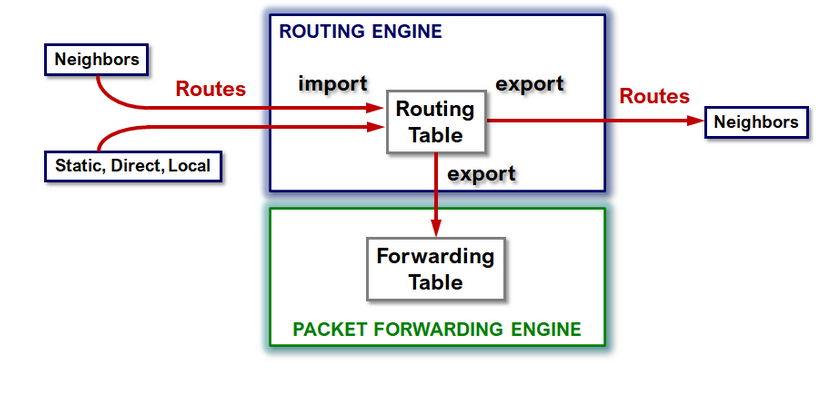 ROUTING ENGINE
Neighbors
Routes
import
export
Routes
Routing
Table
Neighbors
Static, Direct, Local
export
Forwarding
Table
PACKET FORWARDING ENGINE